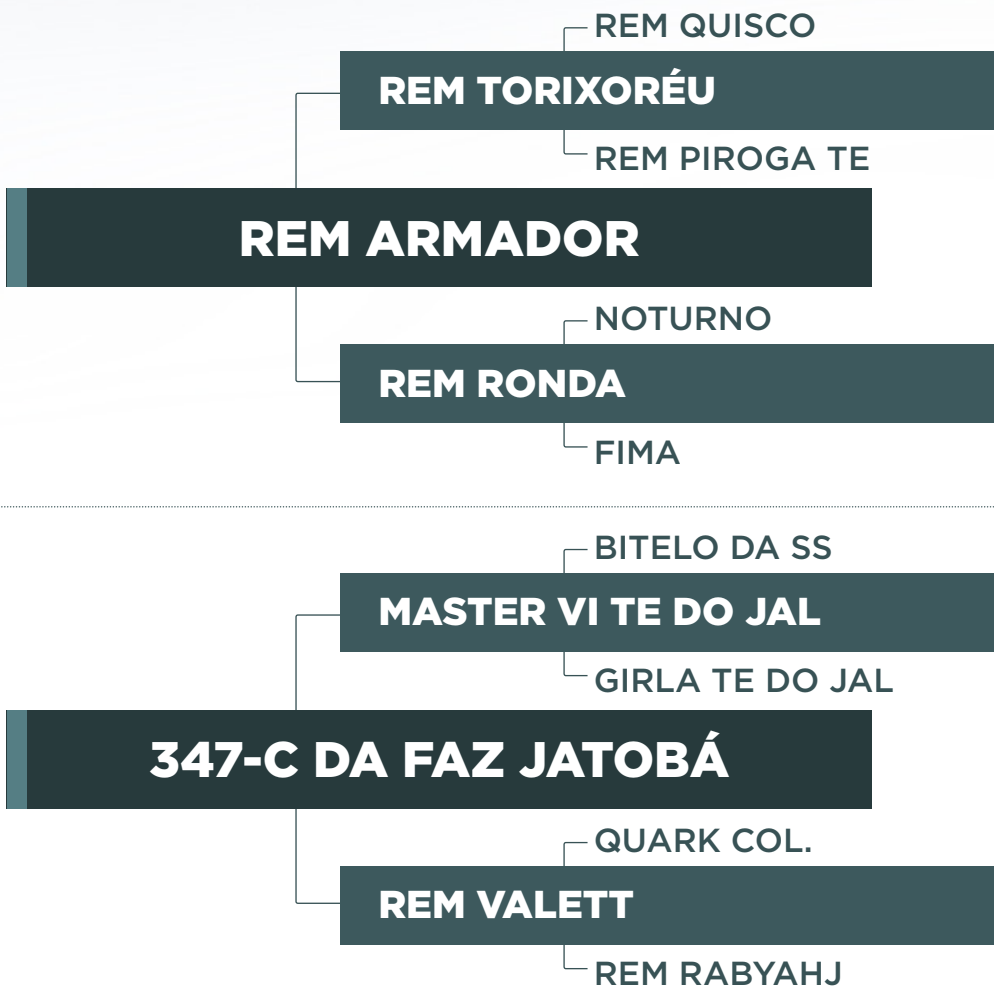 REM QUISCO
REM TORIXORÉU
REM PIROGA TE
REM ARMADOR
NOTURNO
REM RONDA
FIMA
BITELO DA SS
MASTER VI TE DO JAL
GIRLA TE DO JAL
347-C DA FAZ JATOBÁ
QUARK COL.
REM VALETT
REM RABYAHJ